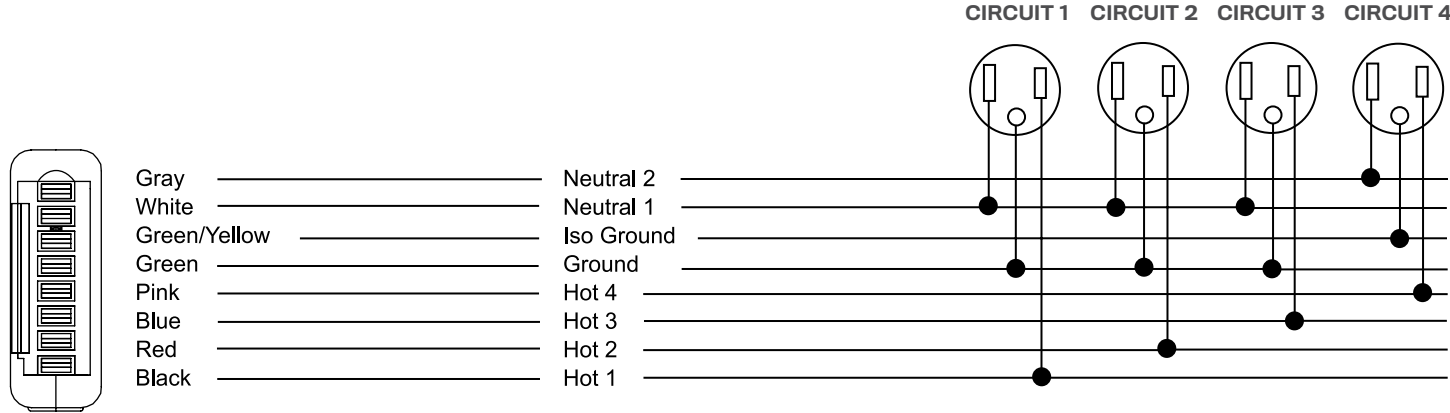 CIRCUIT 1 CIRCUIT 2 CIRCUIT 3 CIRCUIT 4
Gray Neutral 2
White Neutral 1
Green/Yellow Iso Ground
Green Ground
Pink Hot 4
Blue Hot 3
Red Hot 2
Black Hot 1